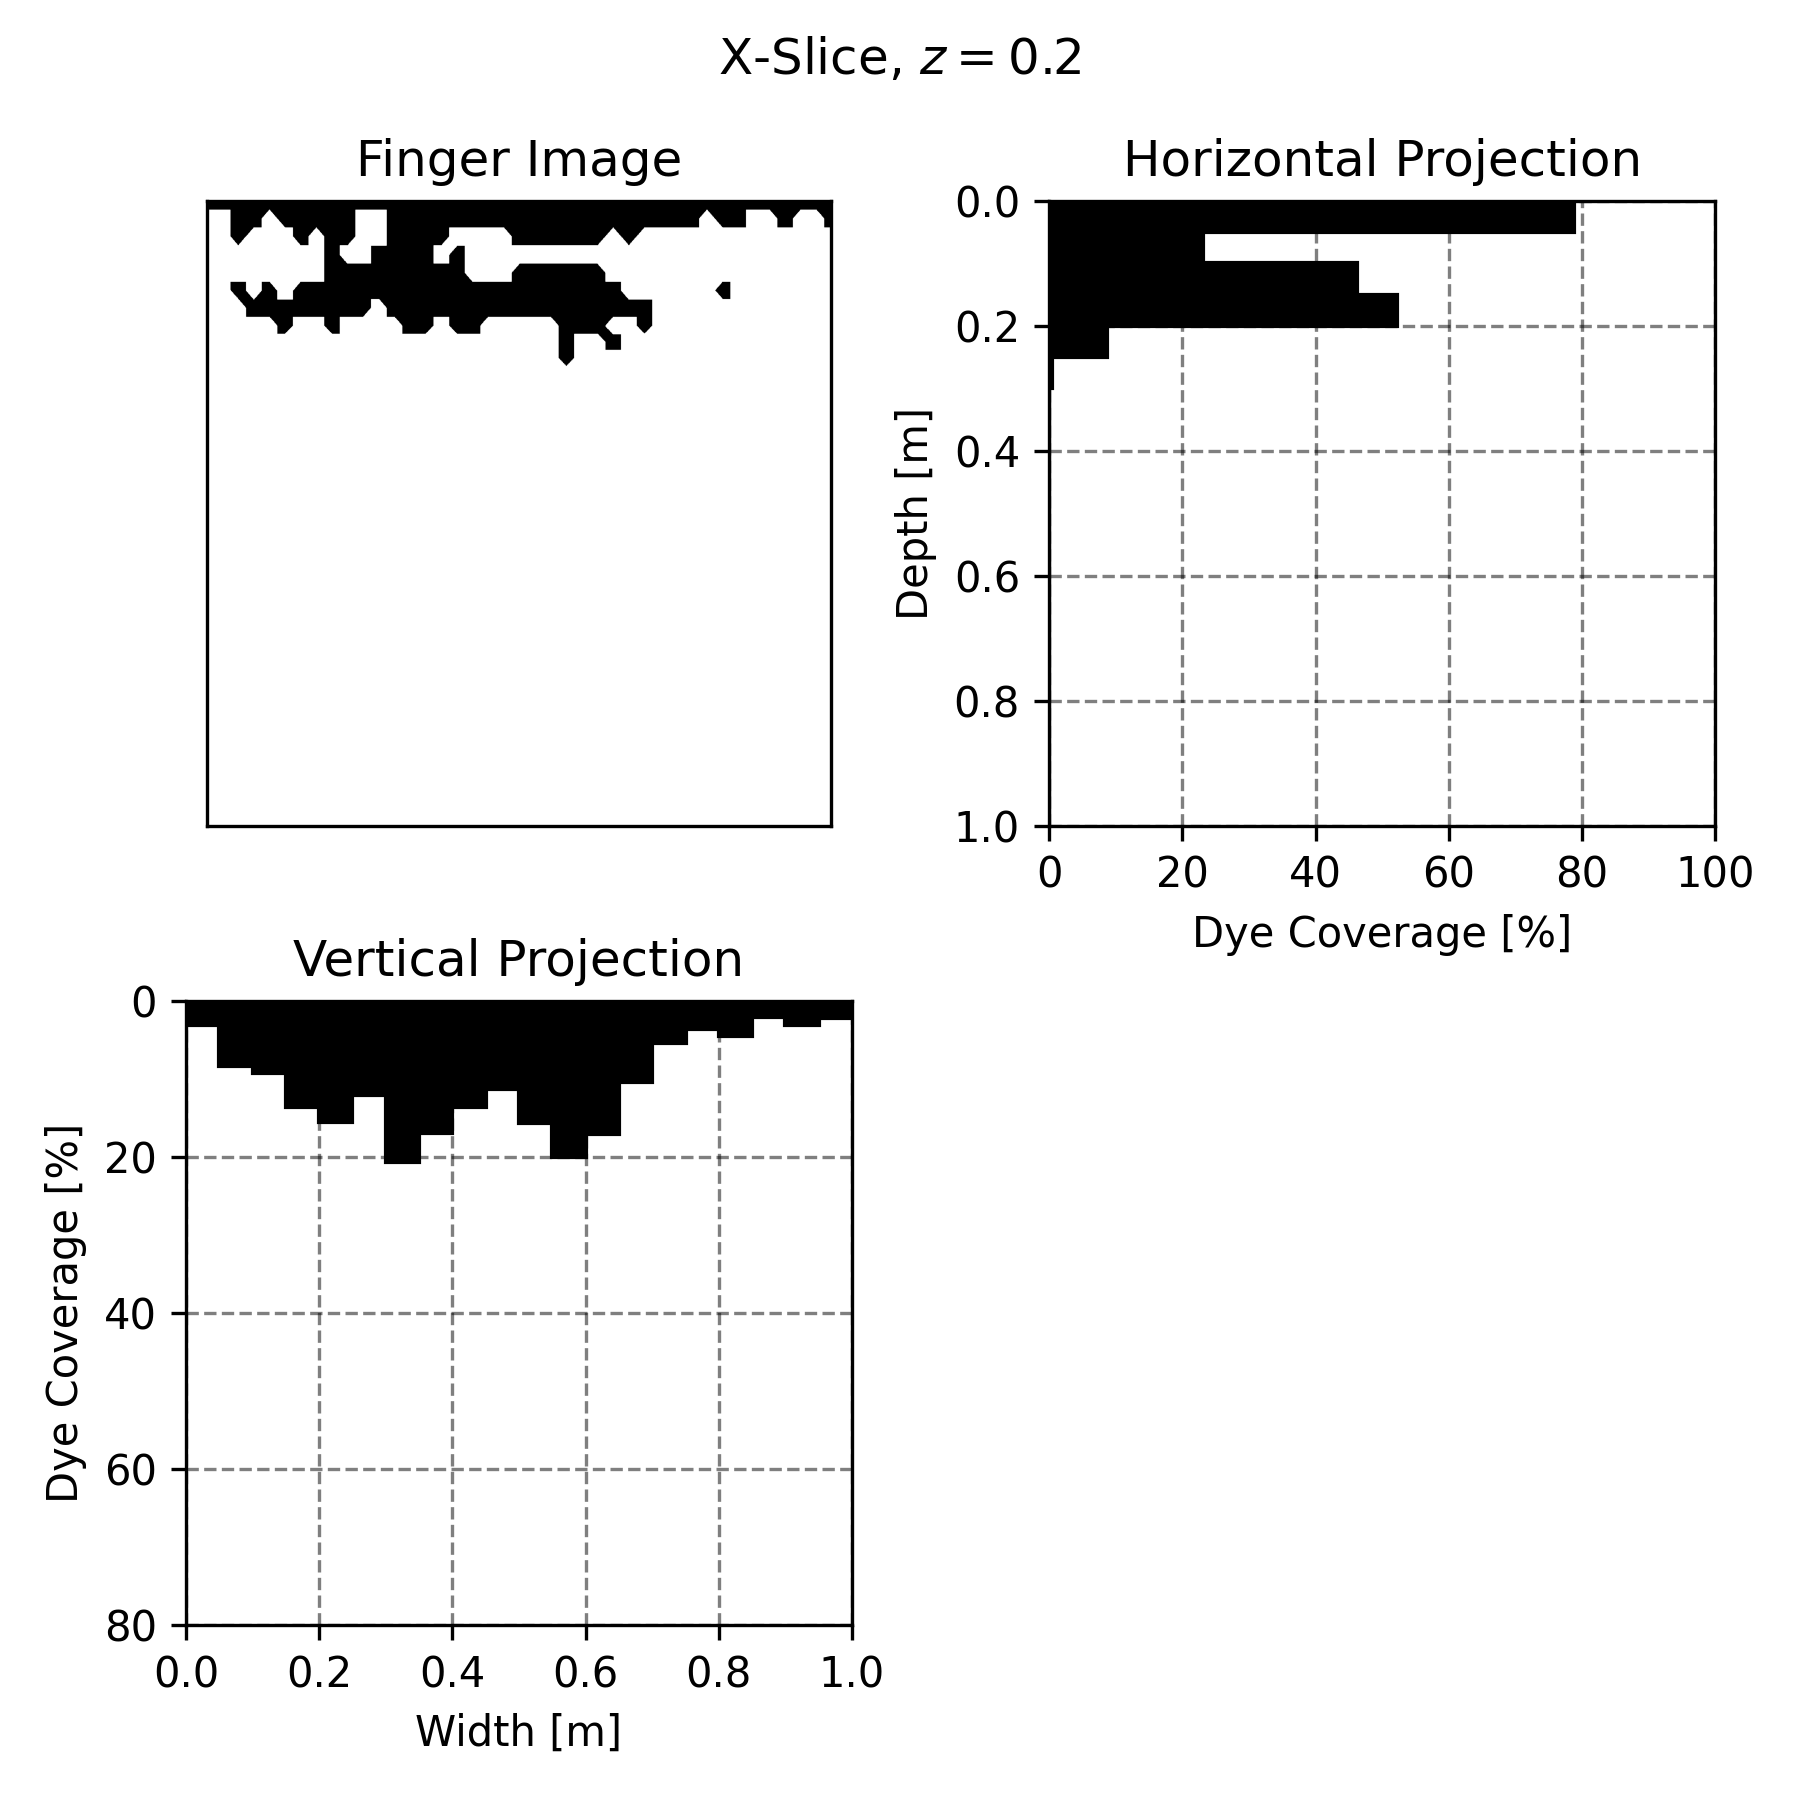 X-Slice, z = 0.2
Finger Image
Horizontal Projection
0.0
0.2
0.4
0.6
0.8
1.0
Depth [m]
0 20 40 60 80 100
Dye Coverage [%]
Vertical Projection
0
20
40
60
80
Dye Coverage [%]
0.0 0.2 0.4 0.6 0.8 1.0
Width [m]